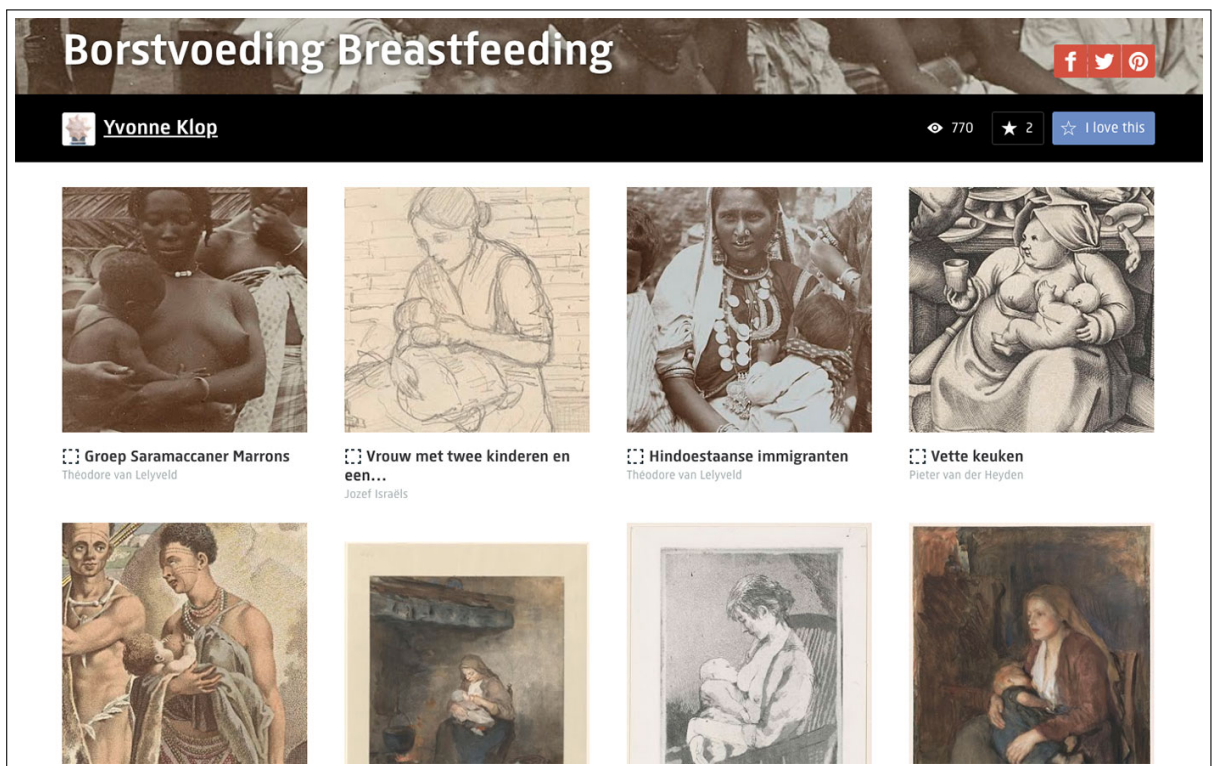 Borstvoeding Breastfeeding
Yvonne Klop
770
2
I love this
Groep Saramaccaner Marrons
Théodore van Lelyveld
Vrouw met twee kinderen en
een...
Jozef Israëls
Hindoestaanse immigranten
Théodore van Lelyveld
Vette keuken
Pieter van der Heyden